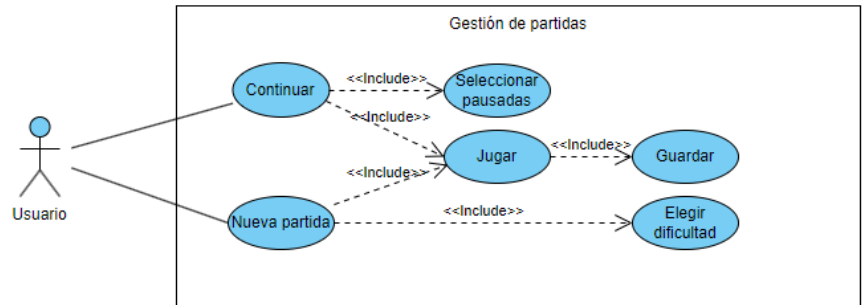 Gestión de partidas
Continuar
<<Include>>
Seleccionar
pausadas
<<Include>>
Jugar
<<Include>>
Guardar
<<Include>>
Usuario
Nueva partida
<<Include>>
Elegir
dificultad